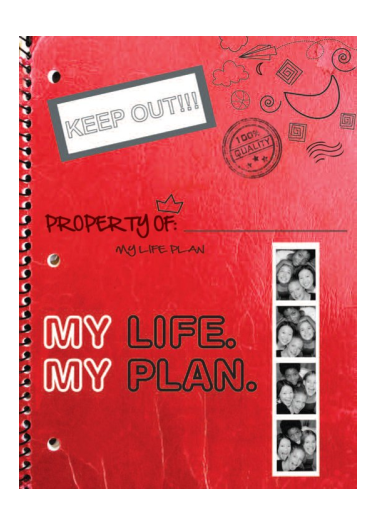 KEEP OUT!!!
100%
QUALITY
PROPERTY OF:
MY LIFE PLAN
MY LIFE.
MY PLAN.